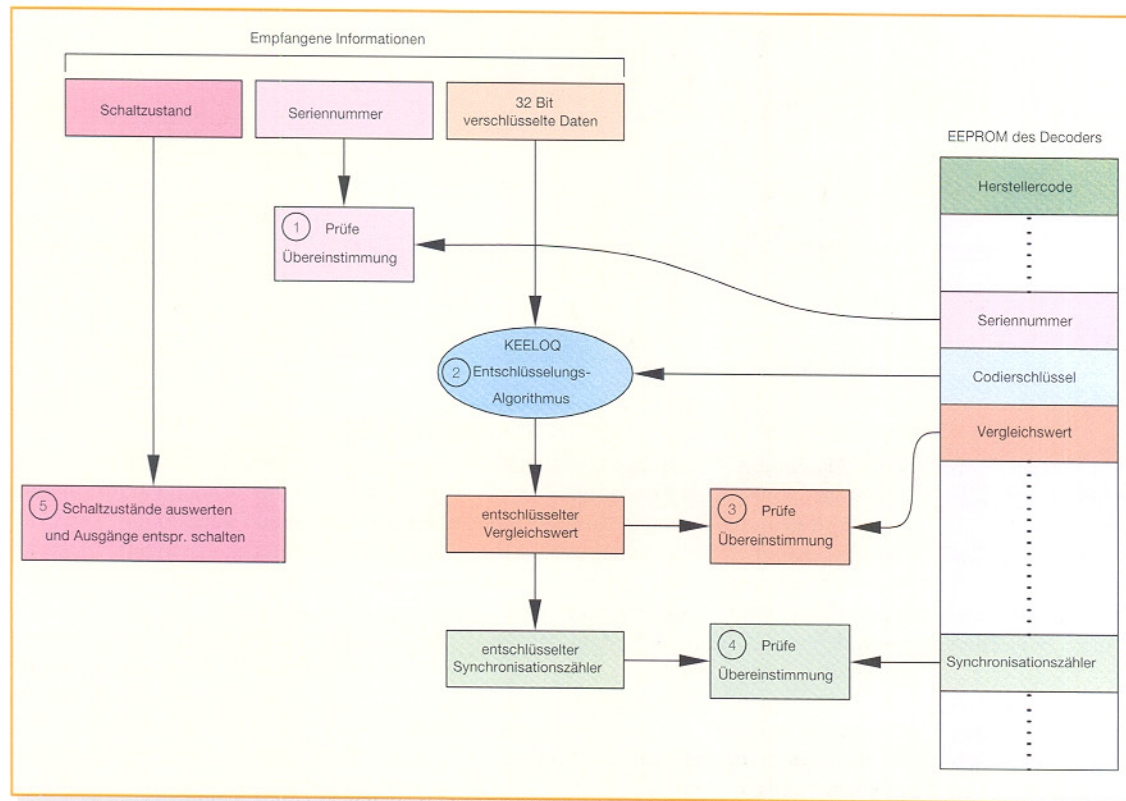 Empfangene Informationen
Schaltzustand
Seriennummer
32 Bit
verschlüsselte Daten
EEPROM des Decoders
Herstellercode
1 Prüfe
Übereinstimmung
Seriennummer
KEELOQ
2 Entschlüsselungs-
Algorithmus
Codierschlüssel
Vergleichswert
5 Schaltzustände auswerten
und Ausgänge entspr. schalten
entschlüsselter
Vergleichswert
3 Prüfe
Übereinstimmung
entschlüsselter
Synchronisationszähler
4 Prüfe
Übereinstimmung
Synchronisationszähler